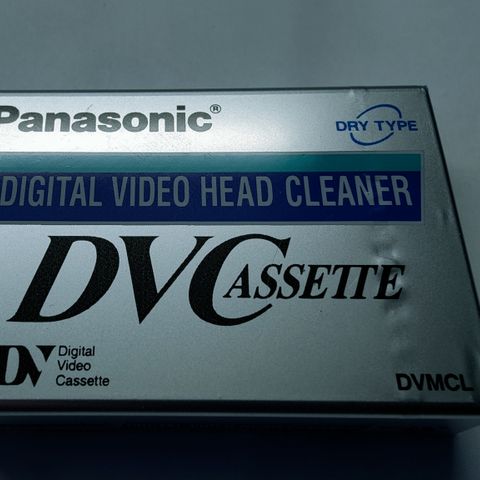 Panasonic®
DRY TYPE
DIGITAL VIDEO HEAD CLEANER
DVCASSETTE
DV
Digital
Video
Cassette
DVMCL